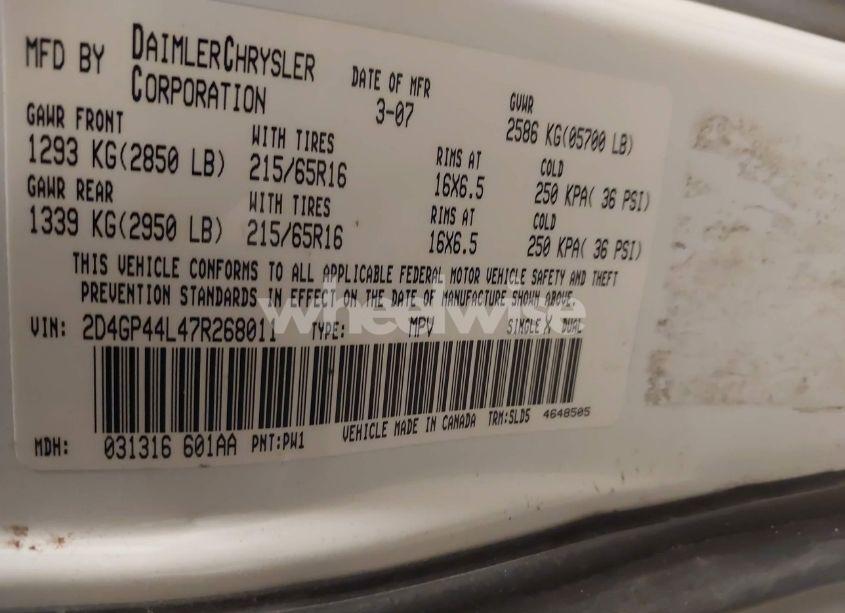 MFD BY DAIMLERCHRYSLER CORPORATION
DATE OF MFR 3-07
GVWR 2586 KG(05700 LB)
GAWR FRONT WITH TIRES RIMS AT COLD
1293 KG(2850 LB) 215/65R16 16X6.5 250 KPA( 36 PSI)
GAWR REAR WITH TIRES RIMS AT COLD
1339 KG(2950 LB) 215/65R16 16X6.5 250 KPA( 36 PSI)
THIS VEHICLE CONFORMS TO ALL APPLICABLE FEDERAL MOTOR VEHICLE SAFETY AND THEFT
PREVENTION STANDARDS IN EFFECT ON THE DATE OF MANUFACTURE SHOWN ABOVE.
wheelwise
VIN: 2D4GP44L47R268011 TYPE: MPV SINGLE X DUAL
MDH: 031316 601AA PNT:PW1 VEHICLE MADE IN CANADA TRM:SLD5 4648505